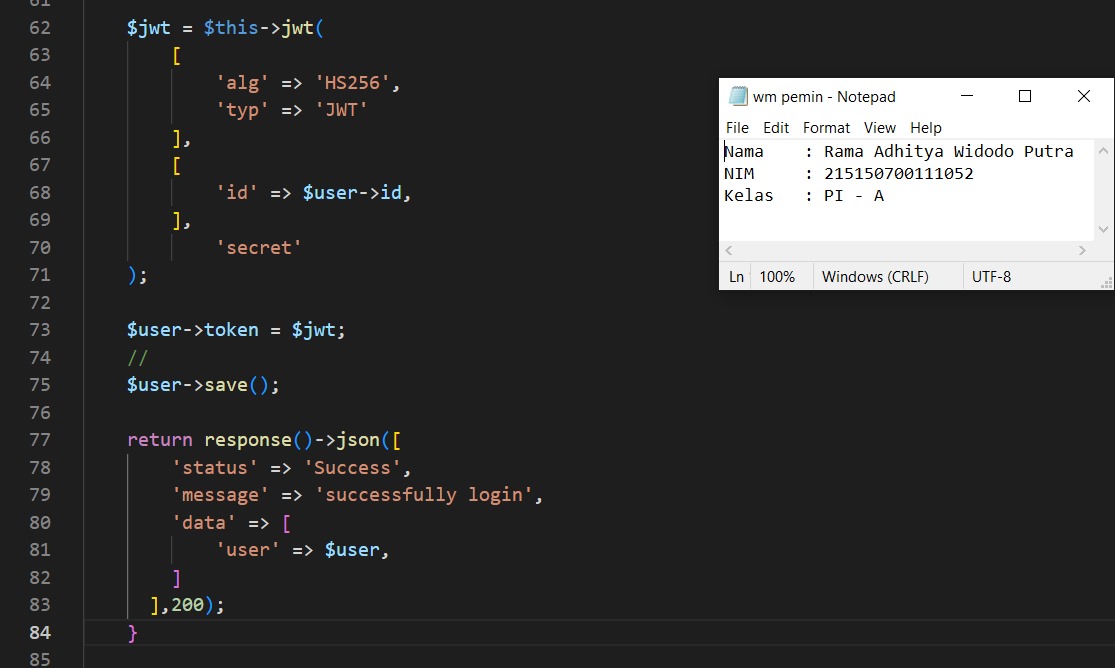 61
62 $jwt = $this->jwt(
63 [
64 'alg' => 'HS256',
65 'typ' => 'JWT'
66 ],
67 [
68 'id' => $user->id,
69 ],
70 'secret'
71 );
72
73 $user->token = $jwt;
74 //
75 $user->save();
76
77 return response()->json([
78 'status' => 'Success',
79 'message' => 'successfully login',
80 'data' => [
81 'user' => $user,
82 ]
83 ],200);
84 }
85
wm pemin - Notepad
File Edit Format View Help
Nama : Rama Adhitya Widodo Putra
NIM : 215150700111052
Kelas : PI - A
Ln 100% Windows (CRLF) UTF-8